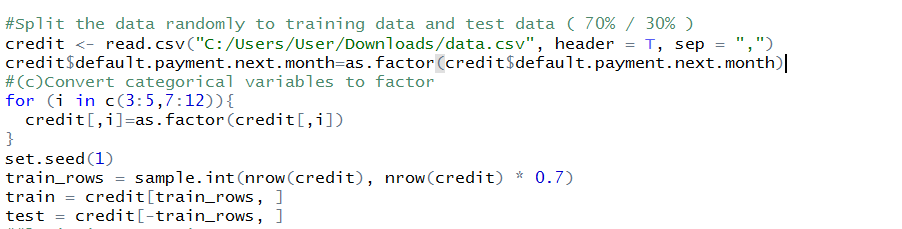 #Split the data randomly to training data and test data ( 70% / 30% )
credit <- read.csv("C:/Users/User/Downloads/data.csv", header = T, sep = ",")
credit$default.payment.next.month=as.factor(credit$default.payment.next.month)
#(c)Convert categorical variables to factor
for (i in c(3:5,7:12)){
  credit[,i]=as.factor(credit[,i])
}
set.seed(1)
train_rows = sample.int(nrow(credit), nrow(credit) * 0.7)
train = credit[train_rows, ]
test = credit[-train_rows, ]